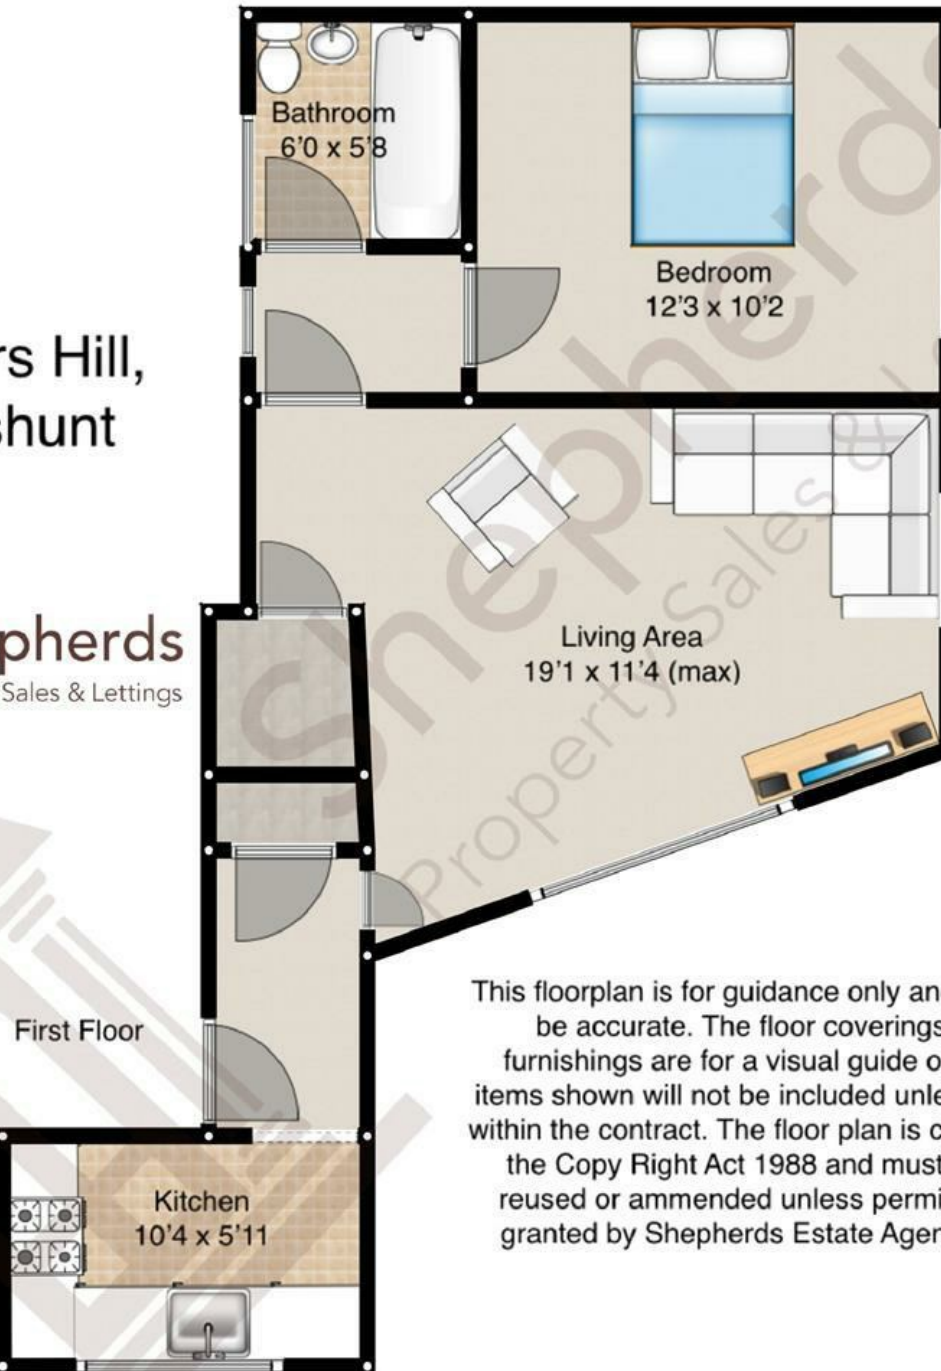 Bathroom
6'0 x 5'8
Bedroom
12'3 x 10'2
rs Hill,
shunt
pherds
Sales & Lettings
Living Area
19'1 x 11'4 (max)
Shepherds
Property Sales &
First Floor
Kitchen
10'4 x 5'11
This floorplan is for guidance only an
be accurate. The floor coverings
furnishings are for a visual guide o
items shown will not be included unle
within the contract. The floor plan is c
the Copy Right Act 1988 and must
reused or ammended unless permi
granted by Shepherds Estate Agen